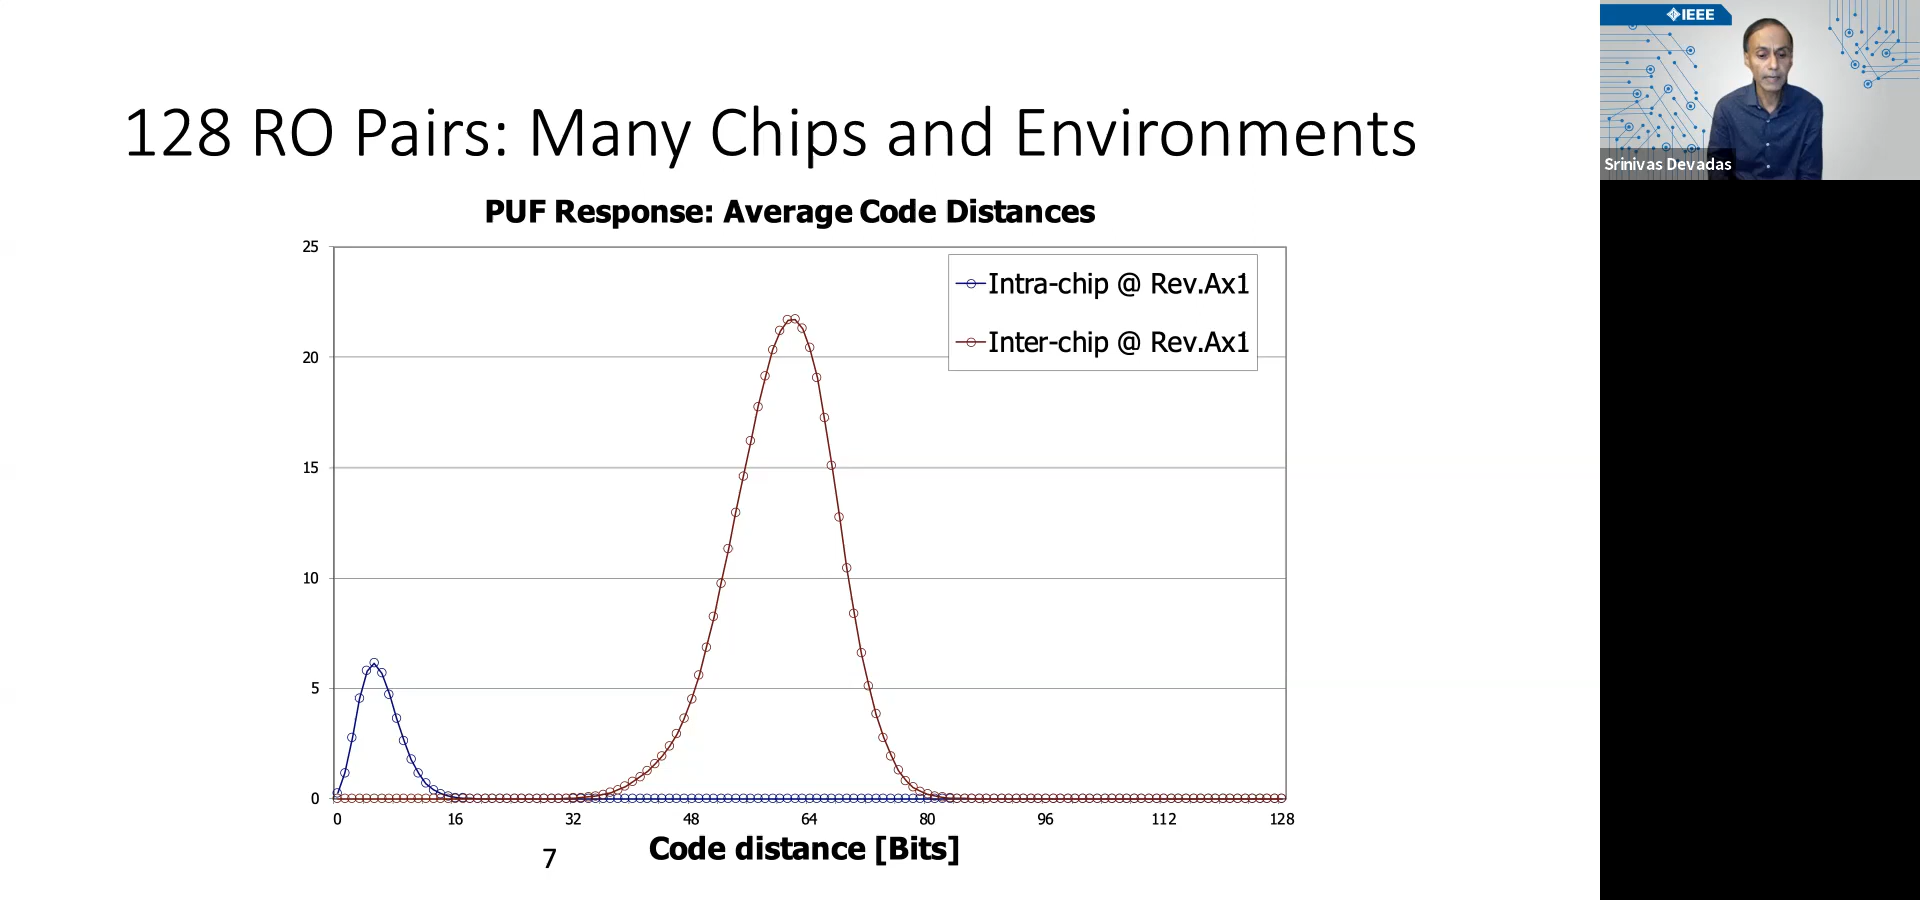 128 RO Pairs: Many Chips and Environments
PUF Response: Average Code Distances
25
20
15
10
5
0
Intra-chip @ Rev.Ax1
Inter-chip @ Rev.Ax1
0 16 32 48 64 80 96 112 128
Code distance [Bits]
7
IEEE
Srinivas Devadas